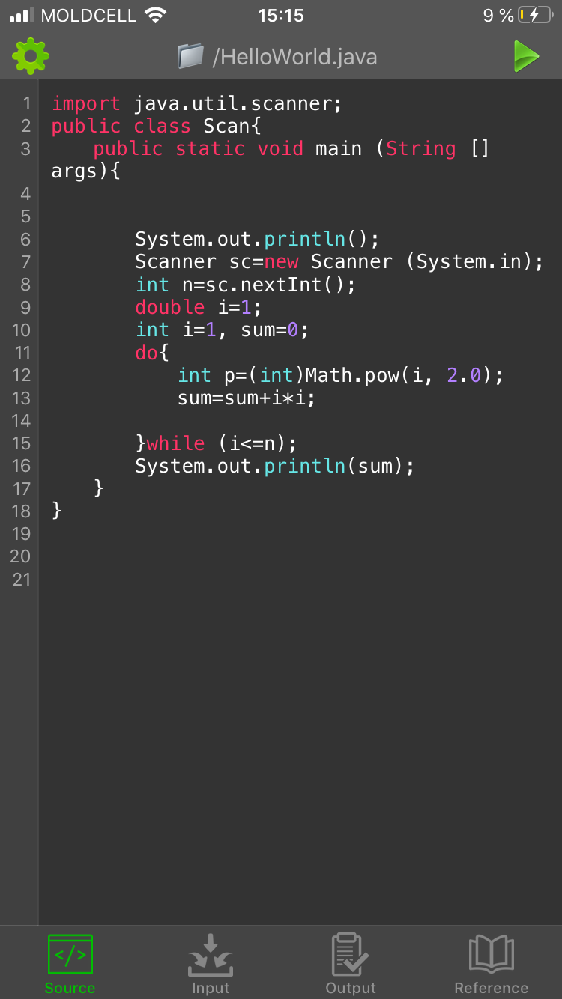 MOLDCELL 15:15 9 %
/HelloWorld.java
1 import java.util.scanner;
2 public class Scan{
3 public static void main (String []
args){
4
5
6 System.out.println();
7 Scanner sc=new Scanner (System.in);
8 int n=sc.nextInt();
9 double i=1;
10 int i=1, sum=0;
11 do{
12 int p=(int)Math.pow(i, 2.0);
13 sum=sum+i*i;
14
15 }while (i<=n);
16 System.out.println(sum);
17 }
18 }
19
20
21
</>
Source Input Output Reference